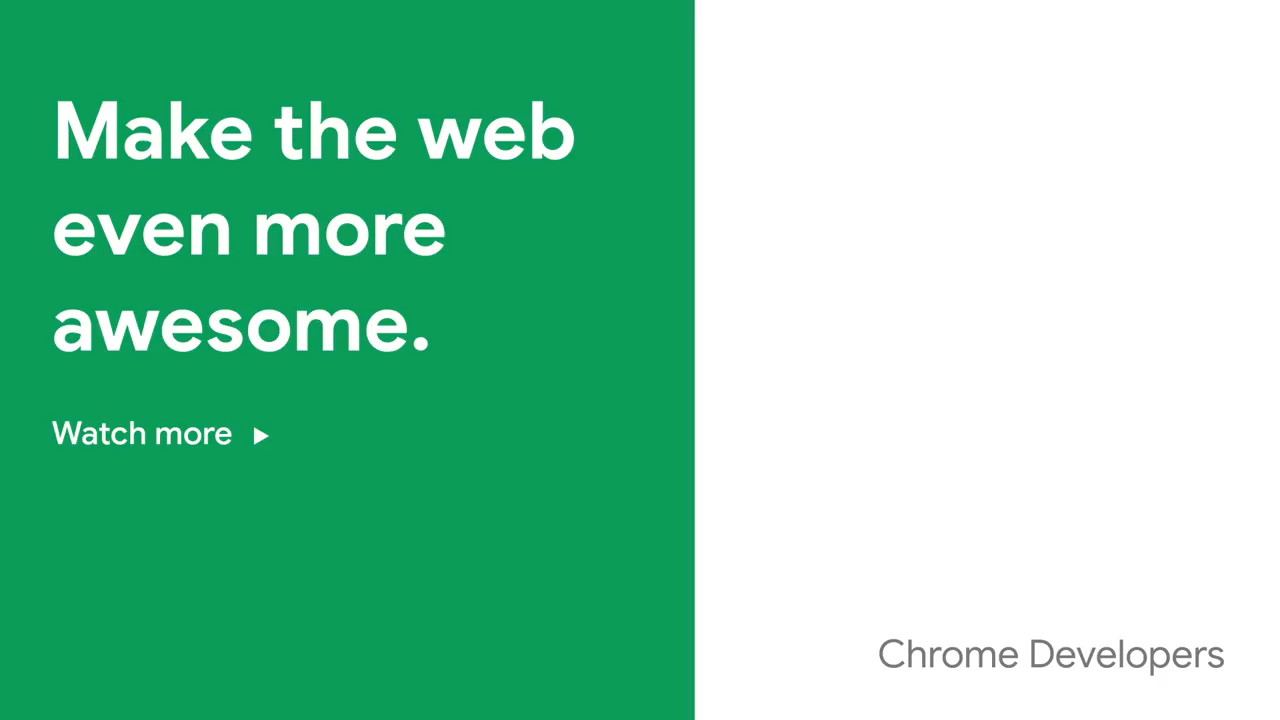 Make the web
even more
awesome.
Watch more
Chrome Developers